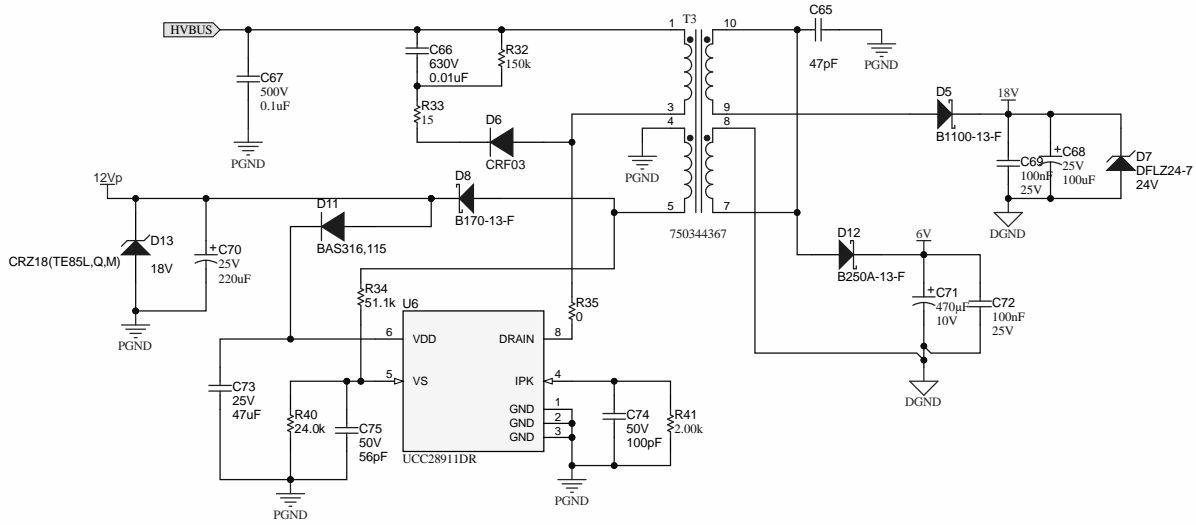 HVBUS
C67
500V
0.1uF
PGND
C66
630V
0.01uF
R32
150k
R33
15
D6
CRF03
T3
1
3
4
5
10
9
8
7
750344367
PGND
C65
47pF
PGND
D5
B1100-13-F
18V
C69
100nF
25V
C68
25V
100uF
D7
DFLZ24-7
24V
DGND
12Vp
D13
CRZ18(TE85L,Q,M)
18V
C70
25V
220uF
PGND
D11
BAS316,115
D8
B170-13-F
R34
51.1k
R35
0
D12
B250A-13-F
6V
C71
470µF
10V
C72
100nF
25V
DGND
U6
6
VDD
DRAIN
8
5
VS
IPK
4
GND
1
GND
2
GND
3
UCC28911DR
C73
25V
47uF
R40
24.0k
C75
50V
56pF
PGND
C74
50V
100pF
R41
2.00k
PGND